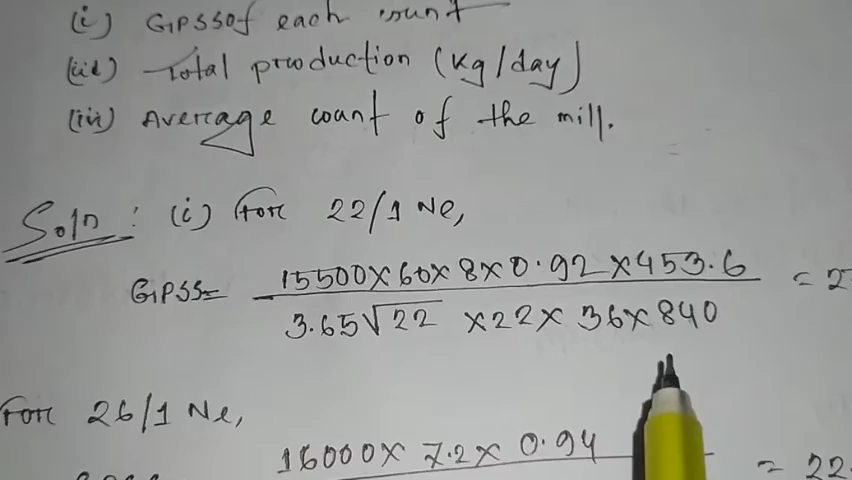 (i) GPSS of each count
(ii) Total production (Kg/day)
(iii) Average count of the mill.
Soln: (i) For 22/1 Ne,
GPSS = 15500×60×8×0.92×453.6 / 3.65√22 ×22×36×840 = 2
For 26/1 Ne,
16000× 7.2× 0.94 = 22.